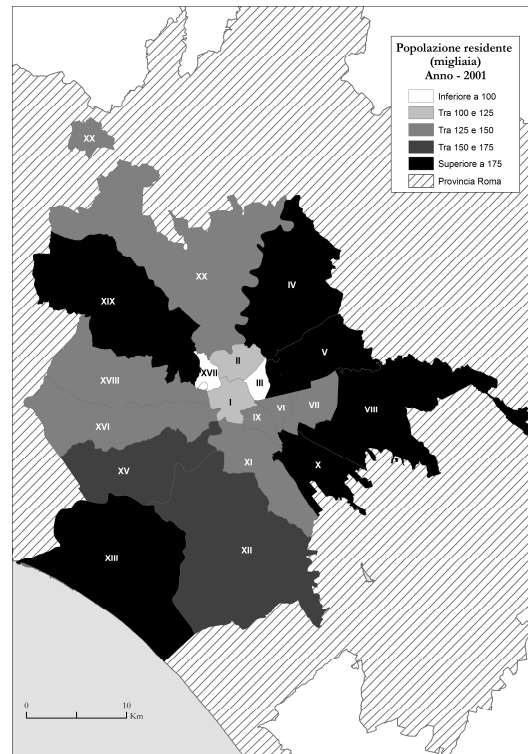 Popolazione residente
(migliaia)
Anno - 2001
Inferiore a 100
Tra 100 e 125
Tra 125 e 150
Tra 150 e 175
Superiore a 175
Provincia Roma
XX
XX
IV
XIX
V
II
XVII
III
XVIII
I
VI
VII
VIII
IX
XVI
XI
X
XV
XII
XIII
0
10
Km